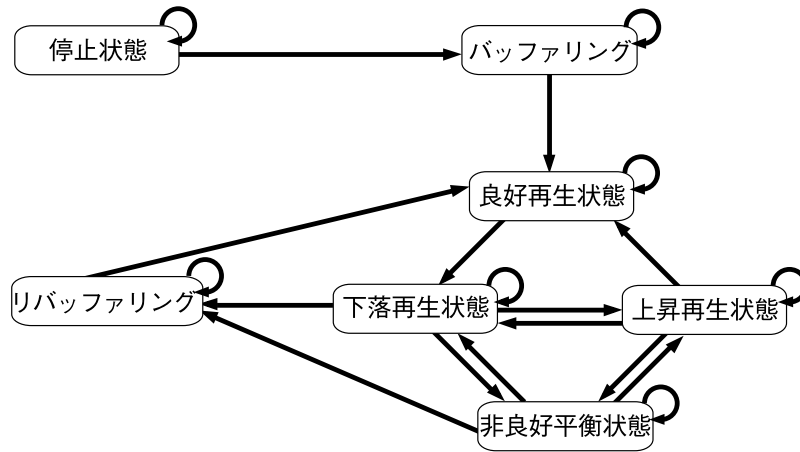 停止状態
バッファリング
良好再生状態
リバッファリング
下落再生状態
上昇再生状態
非良好平衡状態